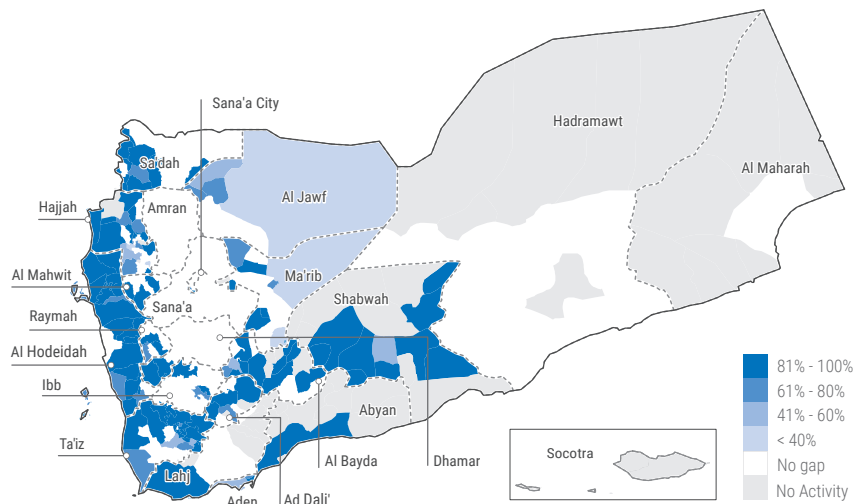 Sana'a City
Hadramawt
Sa'dah
Al Maharah
Al Jawf
Hajjah
Amran
Al Mahwit
Ma'rib
Shabwah
Sana'a
Raymah
Al Hodeidah
Ibb
Abyan
Ta'iz
Lahj
Al Bayda
Dhamar
Aden
Ad Dali'
Socotra
81% - 100%
61% - 80%
41% - 60%
< 40%
No gap
No Activity